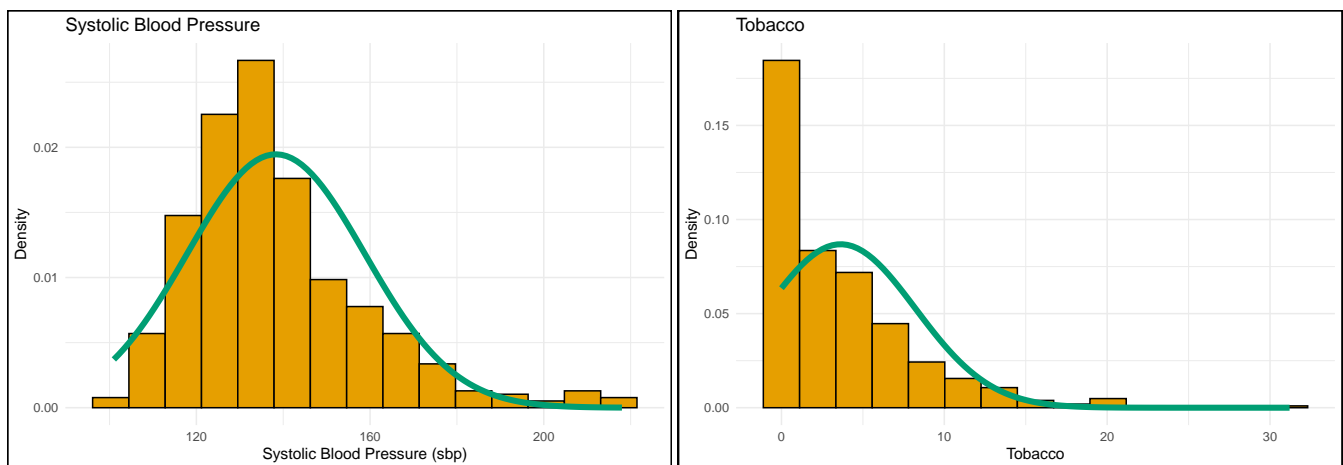 Systolic Blood Pressure
Density
0.02
0.01
0.00
120 160 200
Systolic Blood Pressure (sbp)
Tobacco
Density
0.15
0.10
0.05
0.00
0 10 20 30
Tobacco